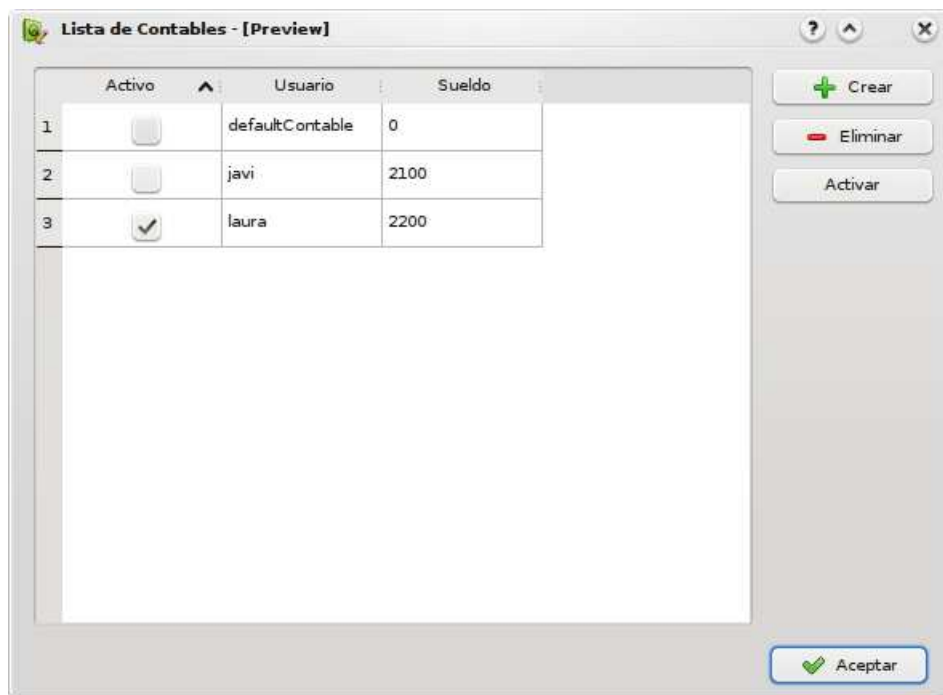 Lista de Contables - [Preview]
Activo Usuario Sueldo
1 defaultContable 0
2 javi 2100
3 laura 2200
Crear
Eliminar
Activar
Aceptar